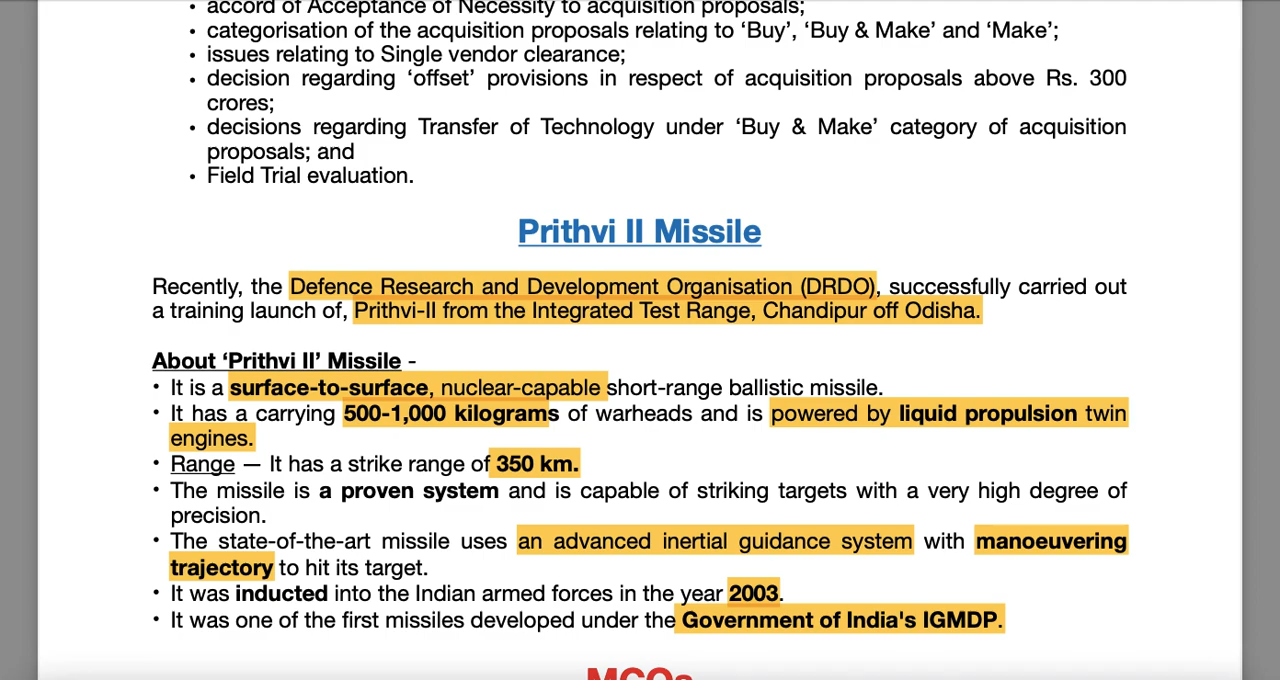 • accord of Acceptance of Necessity to acquisition proposals;
• categorisation of the acquisition proposals relating to ‘Buy’, ‘Buy & Make’ and ‘Make’;
• issues relating to Single vendor clearance;
• decision regarding ‘offset’ provisions in respect of acquisition proposals above Rs. 300
crores;
• decisions regarding Transfer of Technology under ‘Buy & Make’ category of acquisition
proposals; and
• Field Trial evaluation.
Prithvi II Missile
Recently, the Defence Research and Development Organisation (DRDO), successfully carried out
a training launch of, Prithvi-II from the Integrated Test Range, Chandipur off Odisha.
About ‘Prithvi II’ Missile -
• It is a surface-to-surface, nuclear-capable short-range ballistic missile.
• It has a carrying 500-1,000 kilograms of warheads and is powered by liquid propulsion twin
engines.
• Range — It has a strike range of 350 km.
• The missile is a proven system and is capable of striking targets with a very high degree of
precision.
• The state-of-the-art missile uses an advanced inertial guidance system with manoeuvering
trajectory to hit its target.
• It was inducted into the Indian armed forces in the year 2003.
• It was one of the first missiles developed under the Government of India's IGMDP.
MCQs